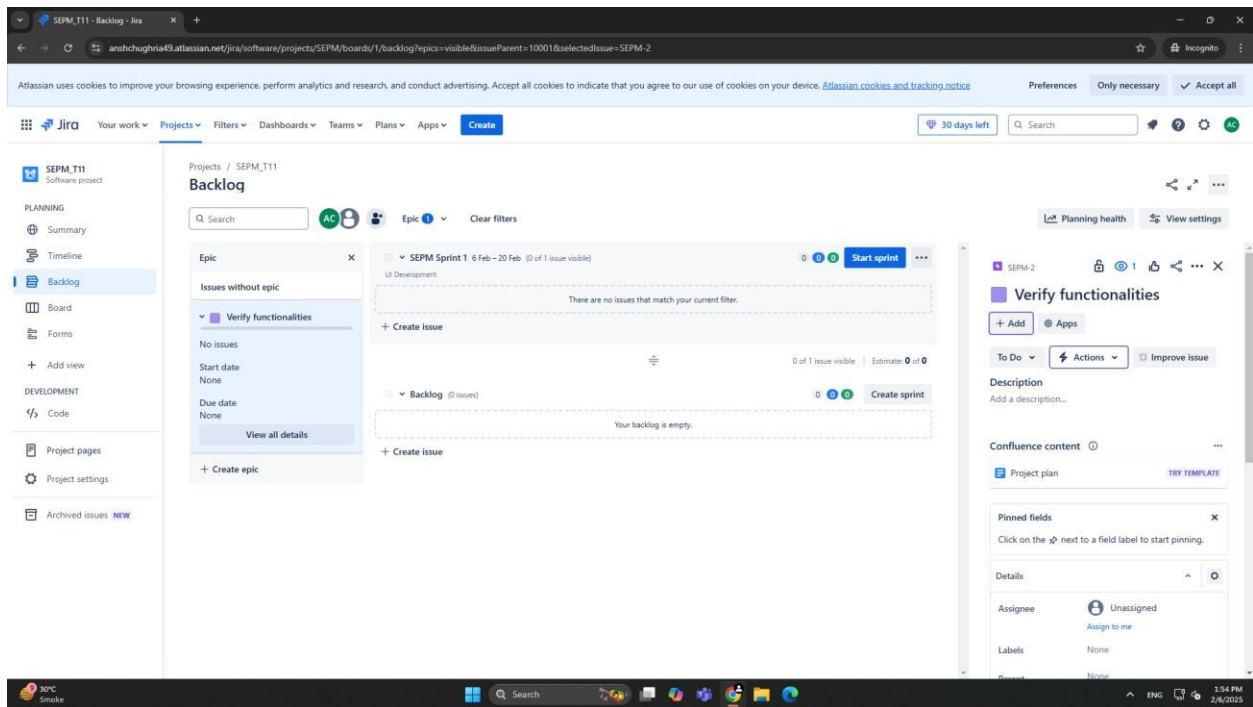 SEPM_T11 - Backlog - Jira
anshchughria49.atlassian.net/jira/software/projects/SEPM/boards/1/backlog?epics=visible&issueParent=10001&selectedIssue=SEPM-2
Incognito
Atlassian uses cookies to improve your browsing experience, perform analytics and research, and conduct advertising. Accept all cookies to indicate that you agree to our use of cookies on your device. Atlassian cookies and tracking notice
Preferences Only necessary Accept all
Jira Your work Projects Filters Dashboards Teams Plans Apps Create 30 days left Search AC
SEPM_T11
Software project
PLANNING
Summary
Timeline
Backlog
Board
Forms
Add view
DEVELOPMENT
Code
Project pages
Project settings
Archived issues NEW
Projects / SEPM_T11
Backlog
Search AC Epic 1 Clear filters
Planning health View settings
Epic
Issues without epic
Verify functionalities
No issues
Start date
None
Due date
None
View all details
+ Create epic
SEPM Sprint 1 6 Feb – 20 Feb (0 of 1 issue visible) 0 0 0 Start sprint
UI Development
There are no issues that match your current filter.
+ Create issue
0 of 1 issue visible Estimate: 0 of 0
Backlog (0 issues) 0 0 0 Create sprint
Your backlog is empty.
+ Create issue
SEPM-2 1
Verify functionalities
+ Add Apps
To Do Actions Improve issue
Description
Add a description...
Confluence content
Project plan TRY TEMPLATE
Pinned fields
Click on the next to a field label to start pinning.
Details
Assignee Unassigned
Assign to me
Labels None
Parent None
30°C
Smoke
Search
ENG
1:54 PM
2/6/2025